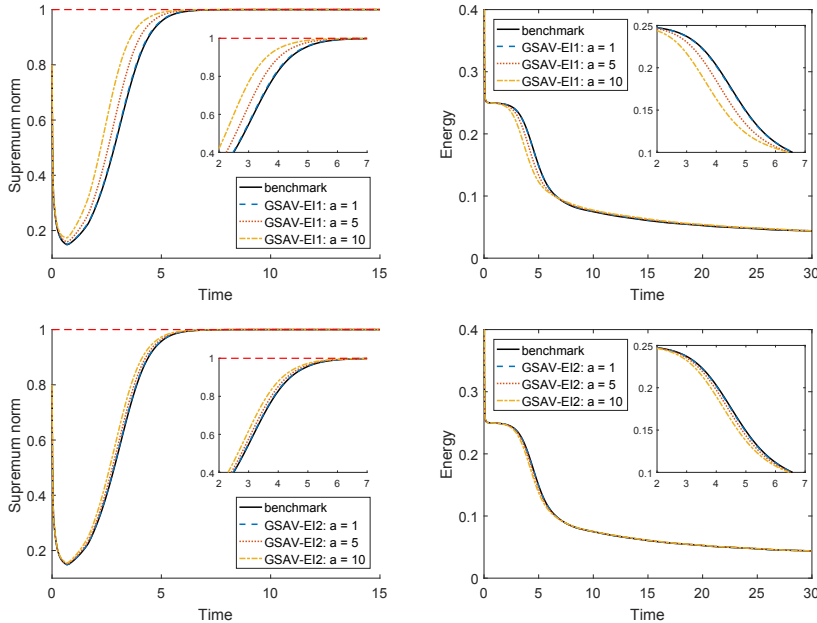 1
0.8
0.6
0.4
0.2
0 5 10 15
Supremum norm
Time
1
0.8
0.6
0.4
2 3 4 5 6 7
benchmark
GSAV-EI1: a = 1
GSAV-EI1: a = 5
GSAV-EI1: a = 10
0.4
0.3
0.2
0.1
0
0 5 10 15 20 25 30
Energy
Time
benchmark
GSAV-EI1: a = 1
GSAV-EI1: a = 5
GSAV-EI1: a = 10
0.25
0.2
0.15
0.1
2 3 4 5 6 7
1
0.8
0.6
0.4
0.2
0 5 10 15
Supremum norm
Time
1
0.8
0.6
0.4
2 3 4 5 6 7
benchmark
GSAV-EI2: a = 1
GSAV-EI2: a = 5
GSAV-EI2: a = 10
0.4
0.3
0.2
0.1
0
0 5 10 15 20 25 30
Energy
Time
benchmark
GSAV-EI2: a = 1
GSAV-EI2: a = 5
GSAV-EI2: a = 10
0.25
0.2
0.15
0.1
2 3 4 5 6 7